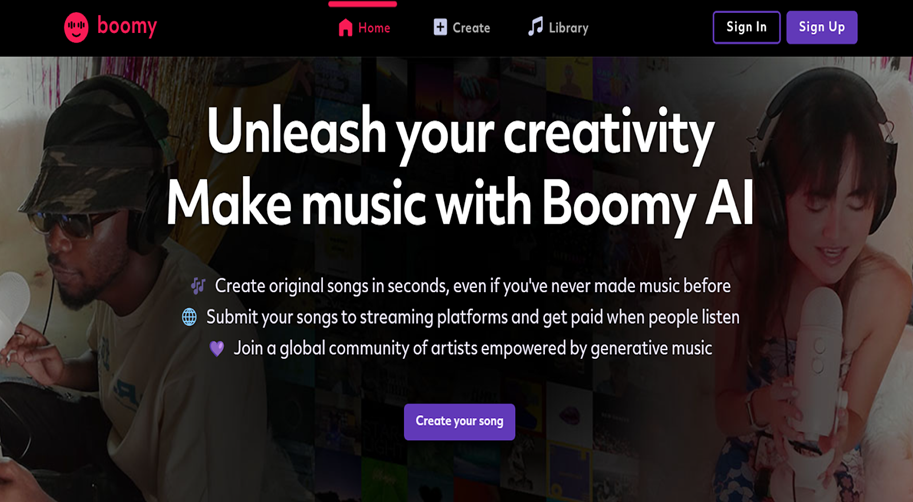 boomy
Home
Create
Library
Sign In
Sign Up
Unleash your creativity
Make music with Boomy AI
Create original songs in seconds, even if you've never made music before
Submit your songs to streaming platforms and get paid when people listen
Join a global community of artists empowered by generative music
Create your song